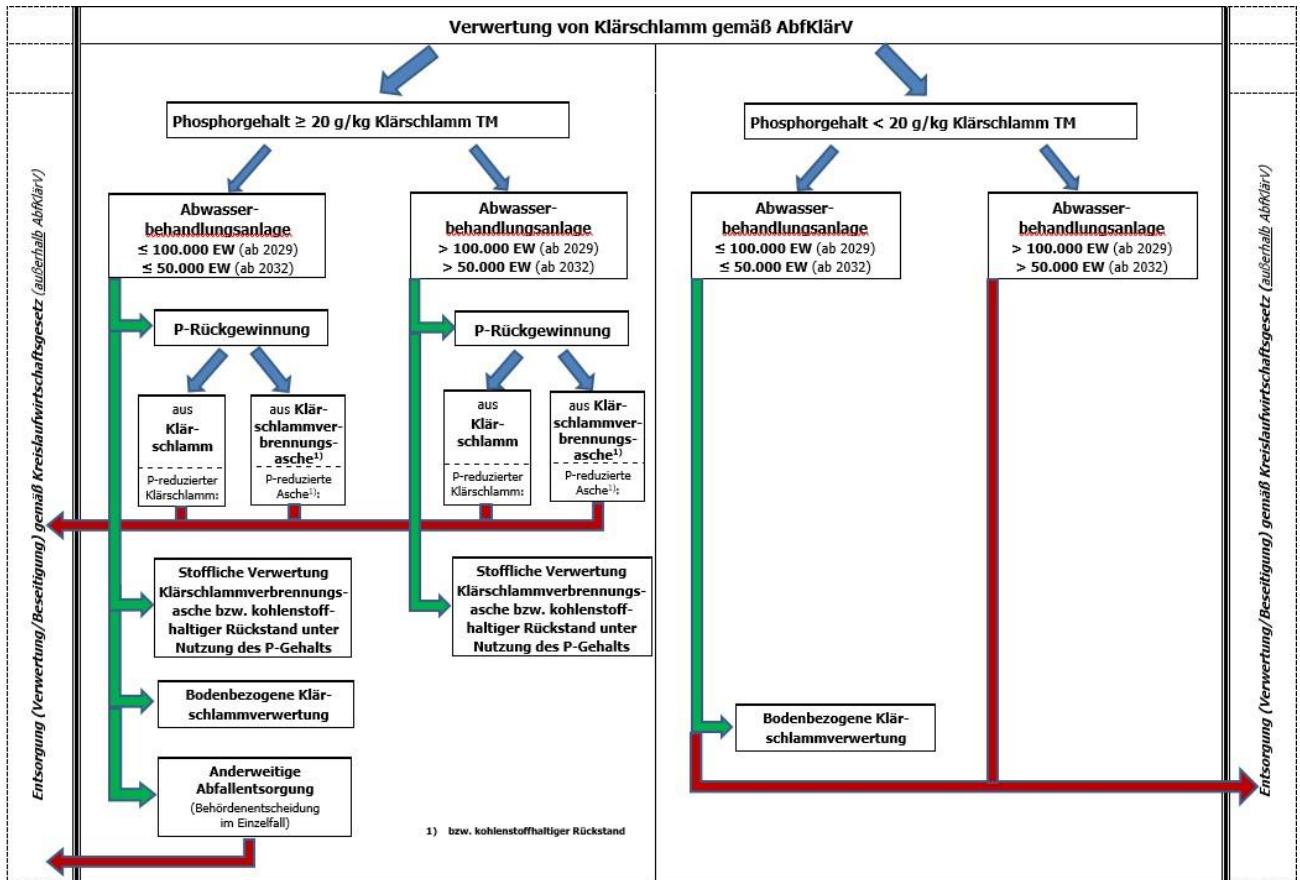 Verwertung von Klärschlamm gemäß AbfKlärV
Entsorgung (Verwertung/Beseitigung) gemäß Kreislaufwirtschaftsgesetz (außerhalb AbfKlärV)
Phosphorgehalt ≥ 20 g/kg Klärschlamm TM
Abwasser-
behandlungsanlage
≤ 100.000 EW (ab 2029)
≤ 50.000 EW (ab 2032)
P-Rückgewinnung
aus
Klär-
schlamm
P-reduzierter
Klärschlamm:
aus Klär-
schlammver-
brennungs-
asche1)
P-reduzierte
Asche1):
Stoffliche Verwertung
Klärschlammverbrennungs-
asche bzw. kohlenstoff-
haltiger Rückstand unter
Nutzung des P-Gehalts
Bodenbezogene Klär-
schlammverwertung
Anderweitige
Abfallentsorgung
(Behördenentscheidung
im Einzelfall)
Abwasser-
behandlungsanlage
> 100.000 EW (ab 2029)
> 50.000 EW (ab 2032)
P-Rückgewinnung
aus
Klär-
schlamm
P-reduzierter
Klärschlamm:
aus Klär-
schlammver-
brennungs-
asche1)
P-reduzierte
Asche1):
Stoffliche Verwertung
Klärschlammverbrennungs-
asche bzw. kohlenstoff-
haltiger Rückstand unter
Nutzung des P-Gehalts
1) bzw. kohlenstoffhaltiger Rückstand
Phosphorgehalt < 20 g/kg Klärschlamm TM
Abwasser-
behandlungsanlage
≤ 100.000 EW (ab 2029)
≤ 50.000 EW (ab 2032)
Bodenbezogene Klär-
schlammverwertung
Abwasser-
behandlungsanlage
> 100.000 EW (ab 2029)
> 50.000 EW (ab 2032)
Entsorgung (Verwertung/Beseitigung) gemäß Kreislaufwirtschaftsgesetz (außerhalb AbfKlärV)